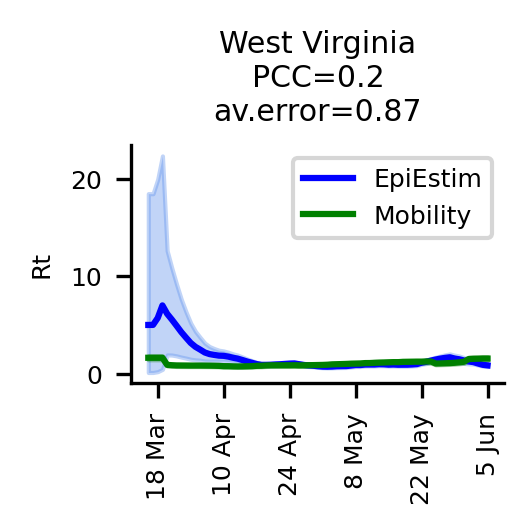 West Virginia
PCC=0.2
av.error=0.87
EpiEstim
Mobility
Rt
20
10
0
18 Mar
10 Apr
24 Apr
8 May
22 May
5 Jun